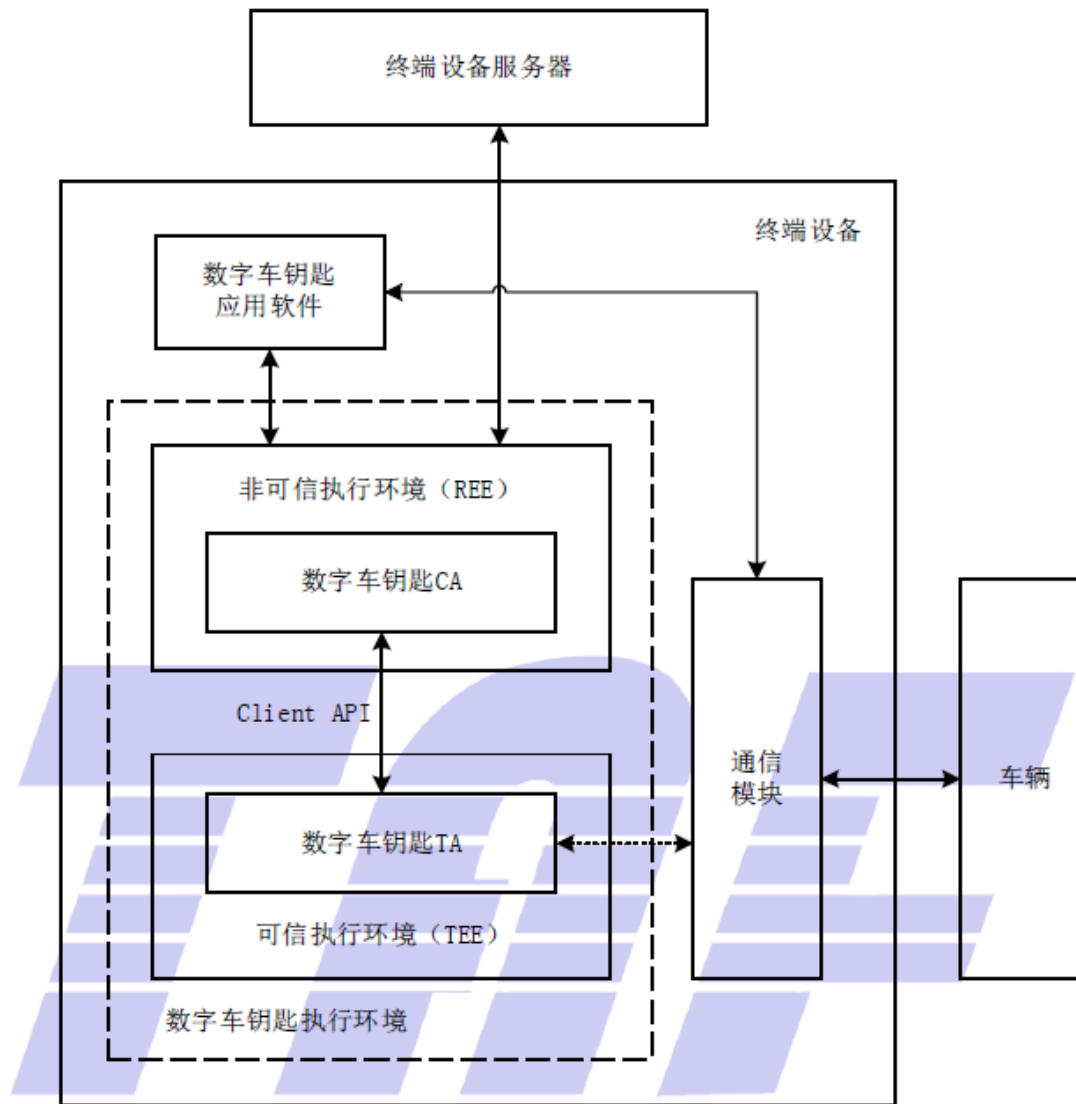 终端设备服务器
终端设备
数字车钥匙
应用软件
非可信执行环境（REE）
数字车钥匙CA
Client API
通信
模块
车辆
数字车钥匙TA
可信执行环境（TEE）
数字车钥匙执行环境